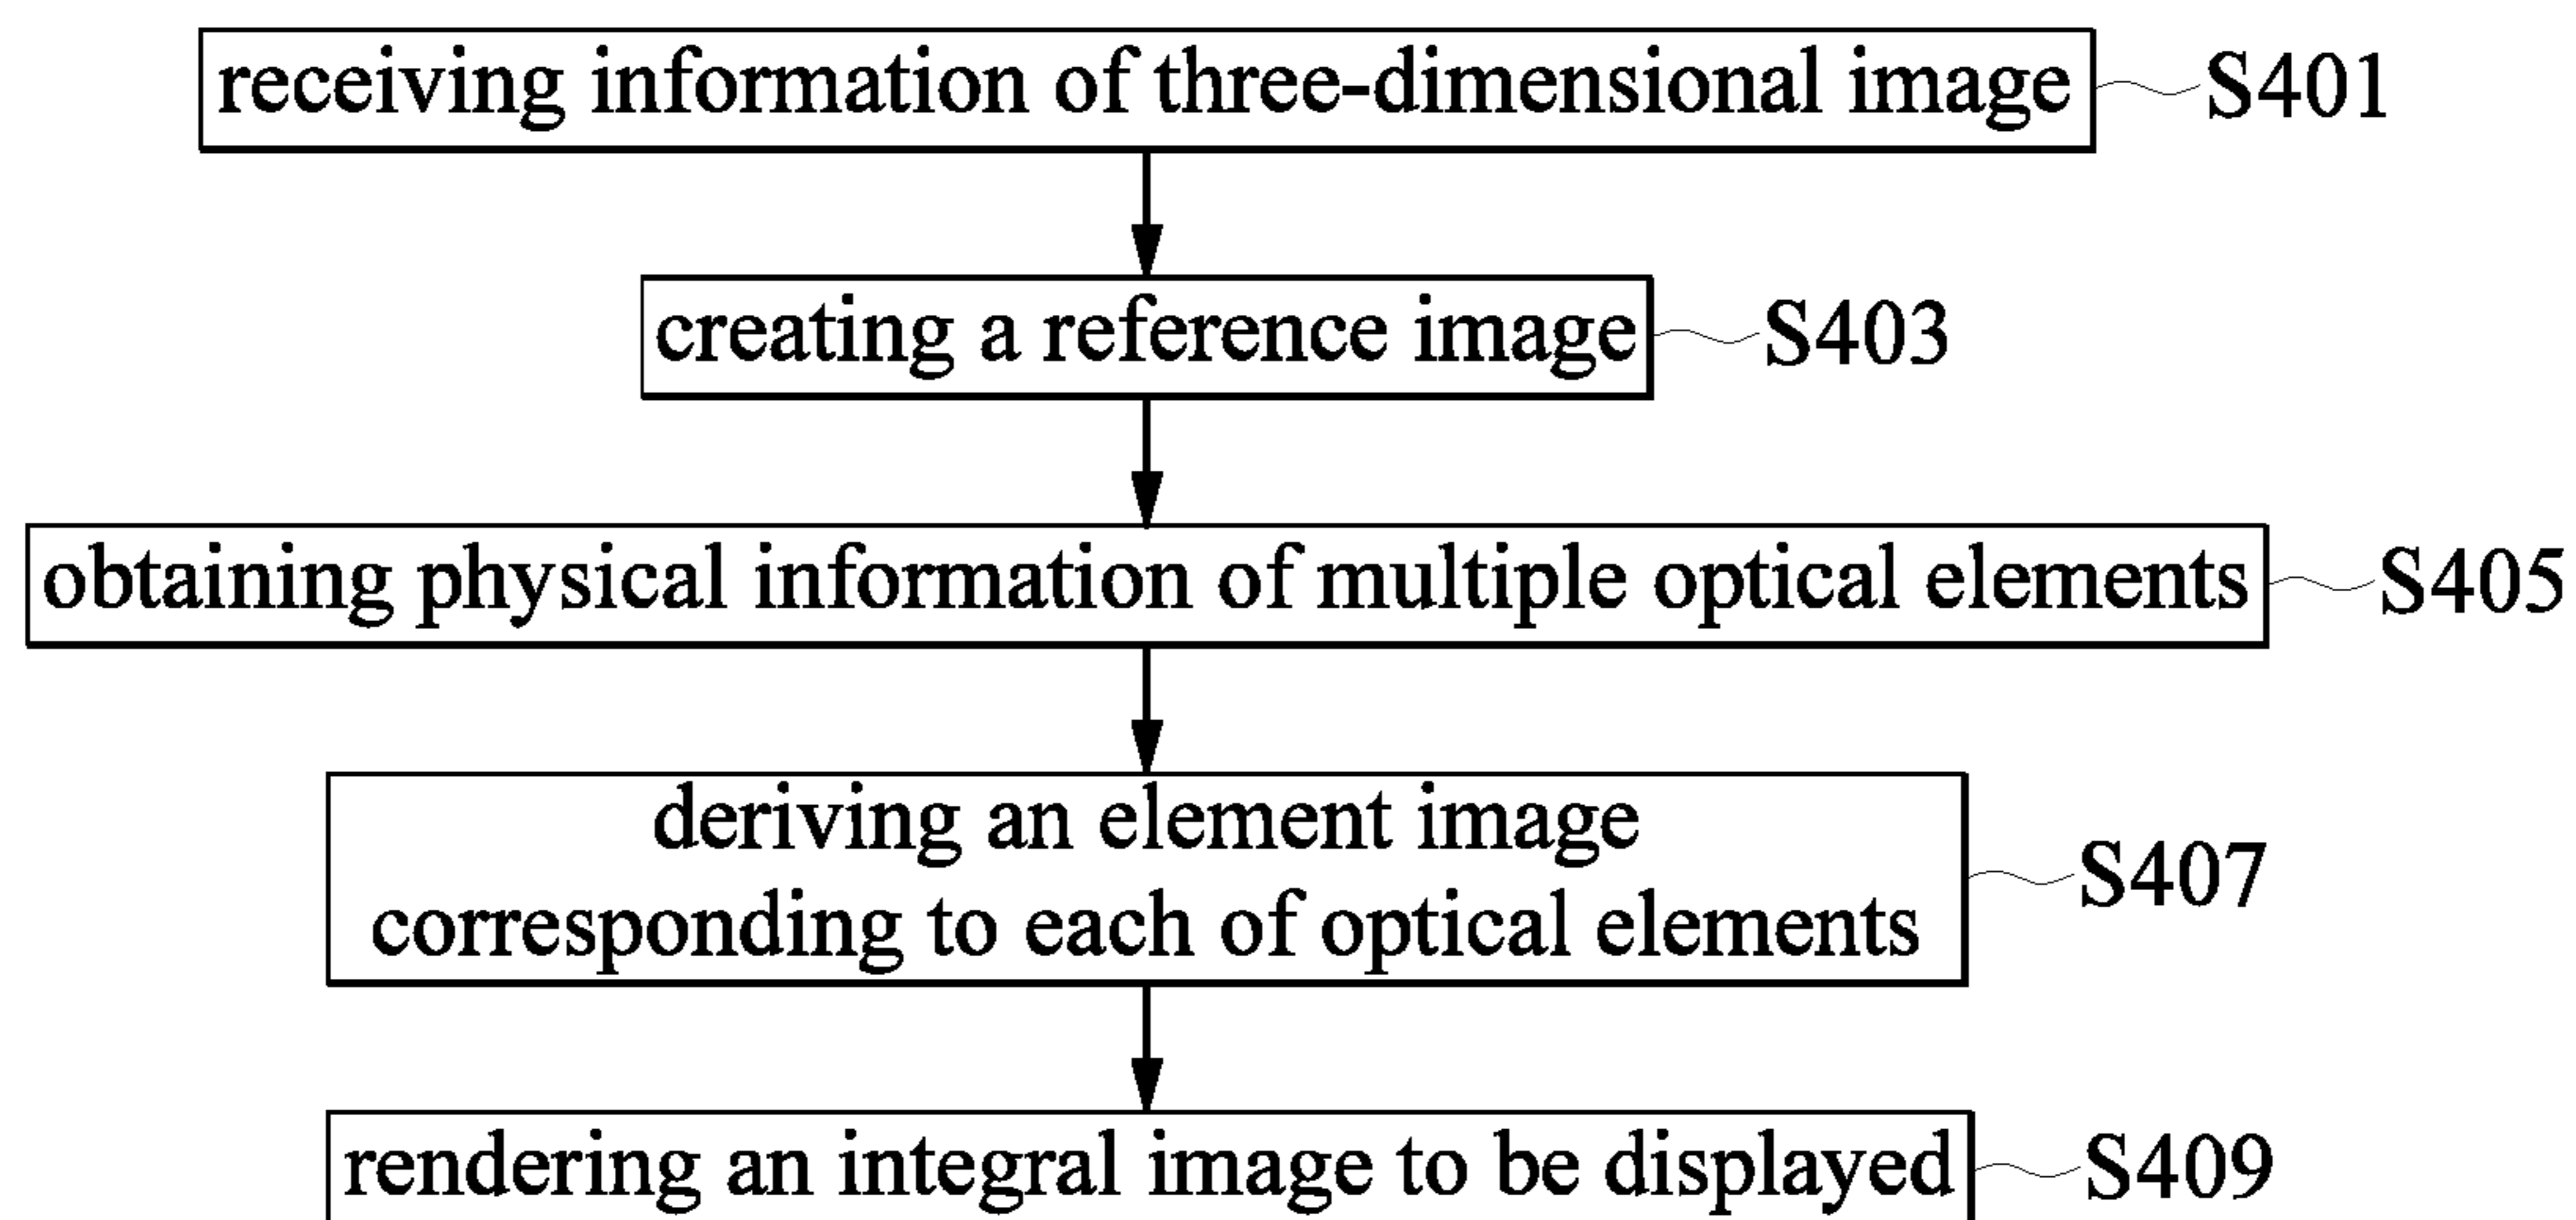 receiving information of three-dimensional image S401
creating a reference image S403
obtaining physical information of multiple optical elements S405
deriving an element image
corresponding to each of optical elements S407
rendering an integral image to be displayed S409